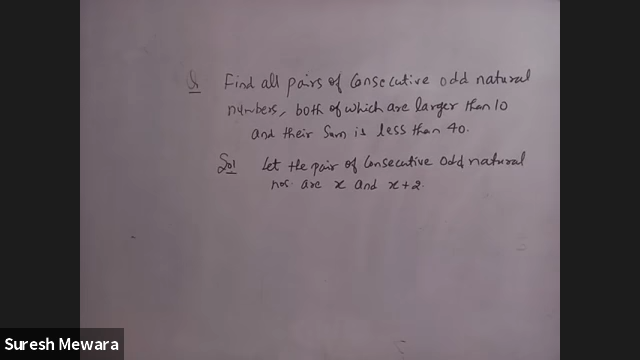 Q. Find all pairs of consecutive odd natural
numbers, both of which are larger than 10
and their sum is less than 40.
Sol Let the pair of consecutive odd natural
nos. are x and x+2.
Suresh Mewara